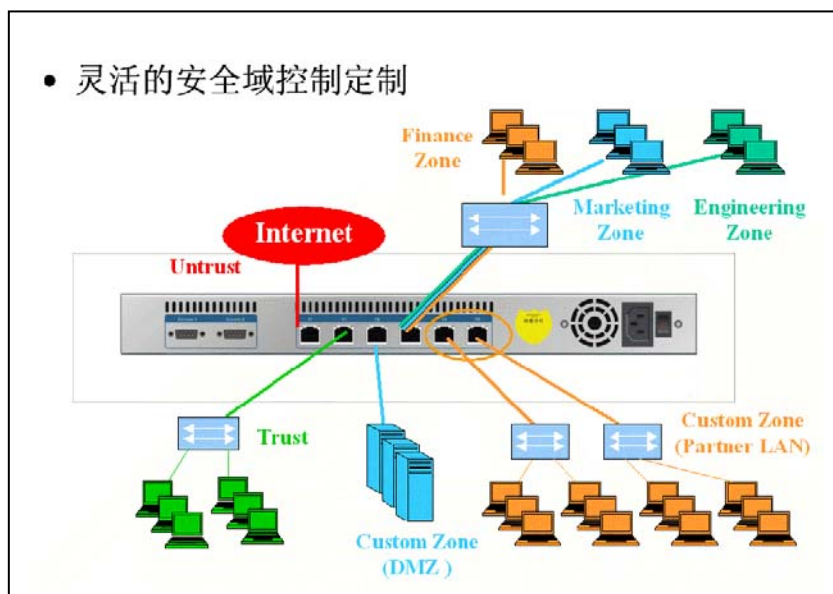 • 灵活的安全域控制定制
Finance
Zone
Marketing
Zone
Engineering
Zone
Internet
Untrust
Trust
Custom Zone
(DMZ )
Custom Zone
(Partner LAN)